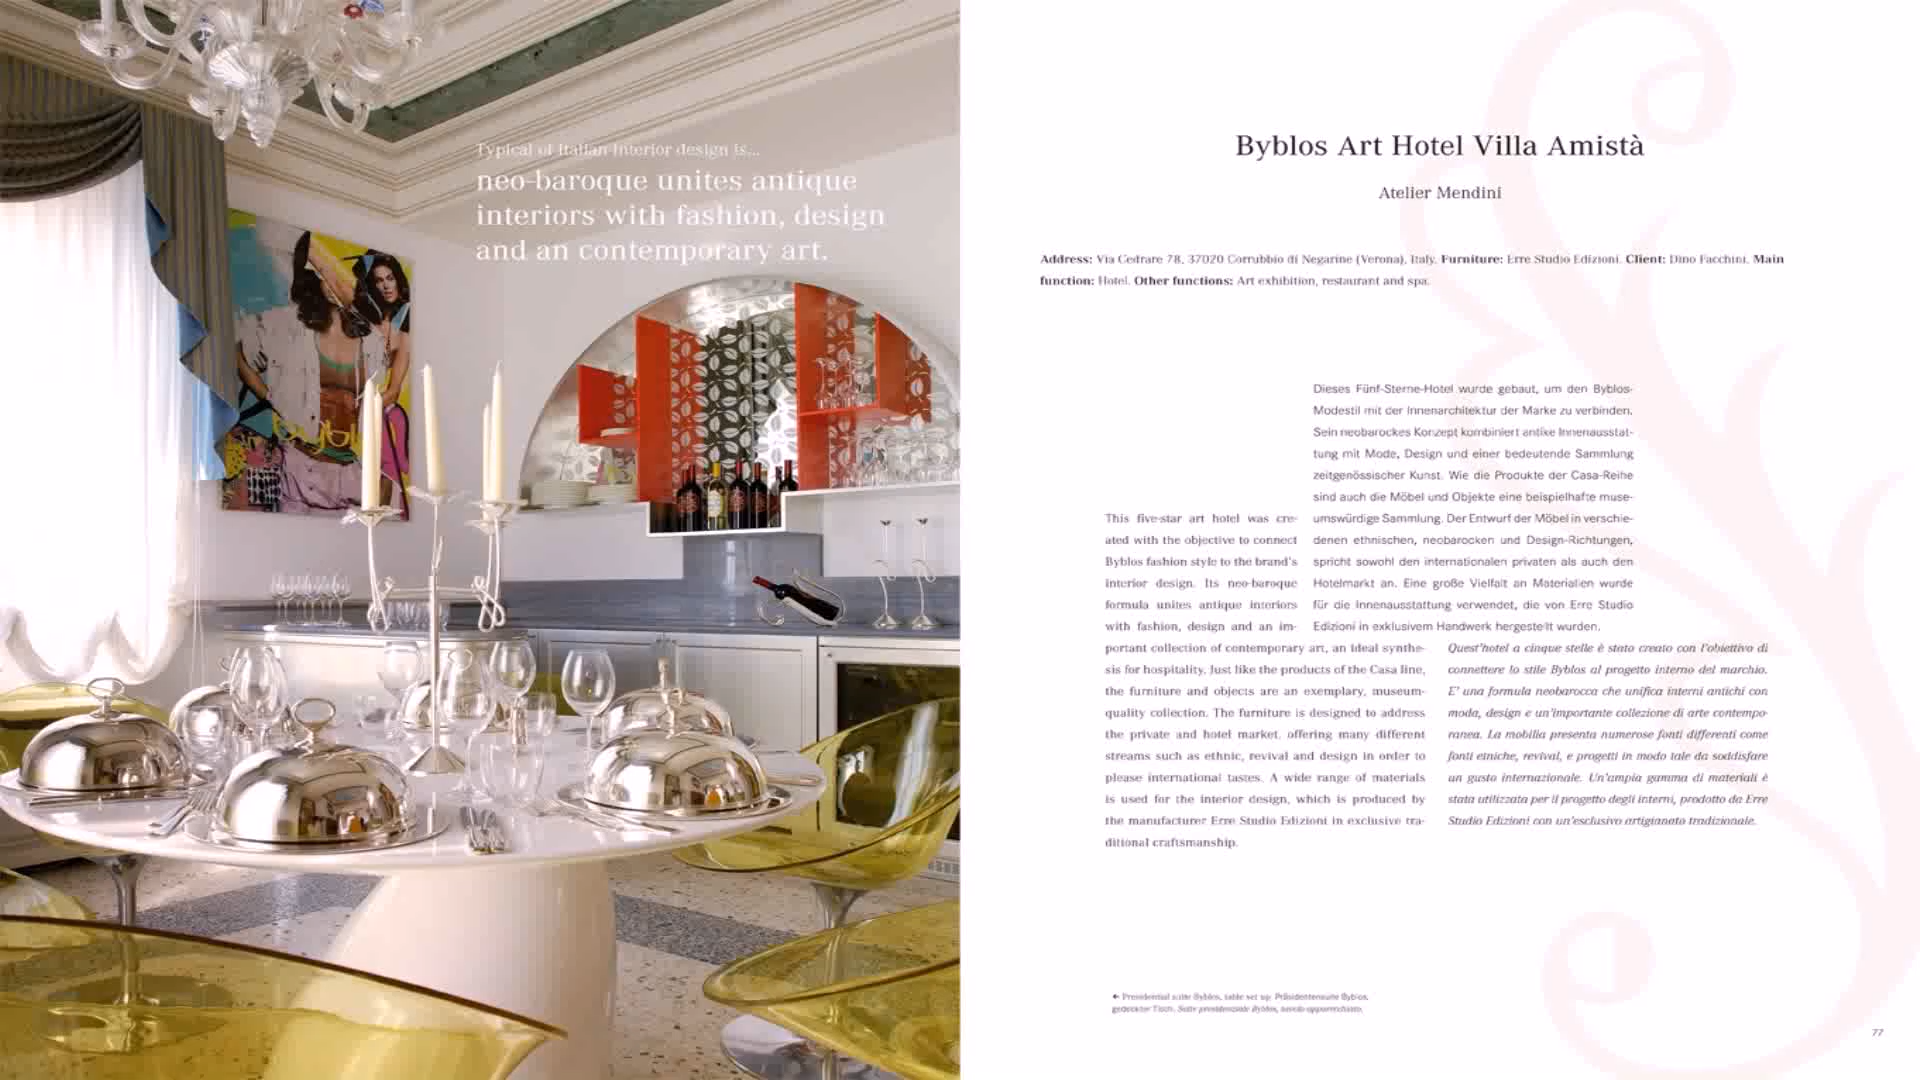 Typical of Italian Interior design is...
neo-baroque unites antique
interiors with fashion, design
and an contemporary art.
Byblos Art Hotel Villa Amistà
Atelier Mendini
Address: Via Cedrare 78, 37020 Corrubbio di Negarine (Verona), Italy. Furniture: Erre Studio Edizioni. Client: Dino Facchini. Main
function: Hotel. Other functions: Art exhibition, restaurant and spa.
This five-star art hotel was cre-
ated with the objective to connect
Byblos fashion style to the brand's
interior design. Its neo-baroque
formula unites antique interiors
with fashion, design and an im-
portant collection of contemporary art, an ideal synthe-
sis for hospitality. Just like the products of the Casa line,
the furniture and objects are an exemplary, museum-
quality collection. The furniture is designed to address
the private and hotel market, offering many different
streams such as ethnic, revival and design in order to
please international tastes. A wide range of materials
is used for the interior design, which is produced by
the manufacturer Erre Studio Edizioni in exclusive tra-
ditional craftsmanship.
Dieses Fünf-Sterne-Hotel wurde gebaut, um den Byblos-
Modestil mit der Innenarchitektur der Marke zu verbinden.
Sein neobarockes Konzept kombiniert antike Innenausstat-
tung mit Mode, Design und einer bedeutende Sammlung
zeitgenössischer Kunst. Wie die Produkte der Casa-Reihe
sind auch die Möbel und Objekte eine beispielhafte muse-
umswürdige Sammlung. Der Entwurf der Möbel in verschie-
denen ethnischen, neobarocken und Design-Richtungen,
spricht sowohl den internationalen privaten als auch den
Hotelmarkt an. Eine große Vielfalt an Materialien wurde
für die Innenausstattung verwendet, die von Erre Studio
Edizioni in exklusivem Handwerk hergestellt wurden.
Quest'hotel a cinque stelle è stato creato con l'obiettivo di
connettere lo stile Byblos al progetto interno del marchio.
E' una formula neobarocca che unifica interni antichi con
moda, design e un'importante collezione di arte contempo-
ranea. La mobilia presenta numerose fonti differenti come
fonti etniche, revival, e progetti in modo tale da soddisfare
un gusto internazionale. Un'ampia gamma di materiali è
stata utilizzata per il progetto degli interni, prodotto da Erre
Studio Edizioni con un'esclusivo artigianato tradizionale.
← Presidential suite Byblos, table set up. Präsidentensuite Byblos,
gedeckter Tisch. Suite presidenziale Byblos, tavolo apparecchiato.
77